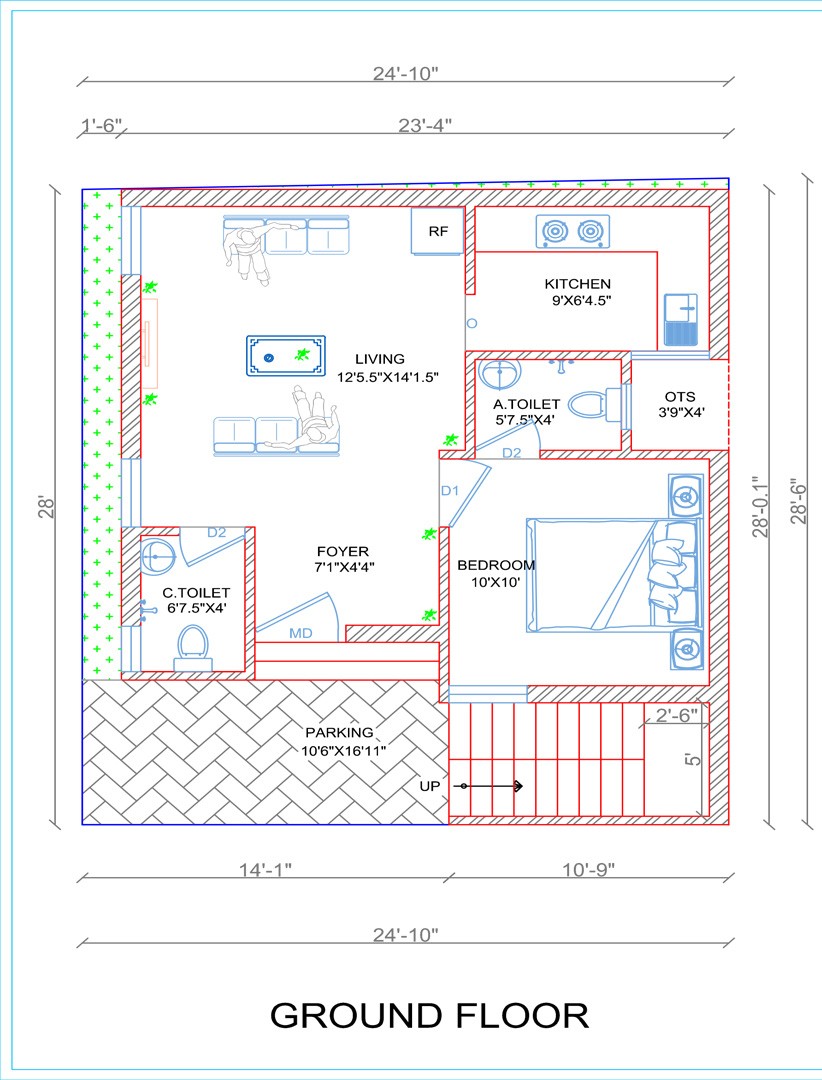 24'-10"
1'-6"
23'-4"
RF
KITCHEN
9'X6'4.5"
O
LIVING
12'5.5"X14'1.5"
A.TOILET
5'7.5"X4'
OTS
3'9"X4'
D2
D1
28'
28'-0.1"
28'-6"
D2
FOYER
7'1"X4'4"
BEDROOM
10'X10'
C.TOILET
6'7.5"X4'
MD
PARKING
10'6"X16'11"
2'-6"
5'
UP
14'-1"
10'-9"
24'-10"
GROUND FLOOR